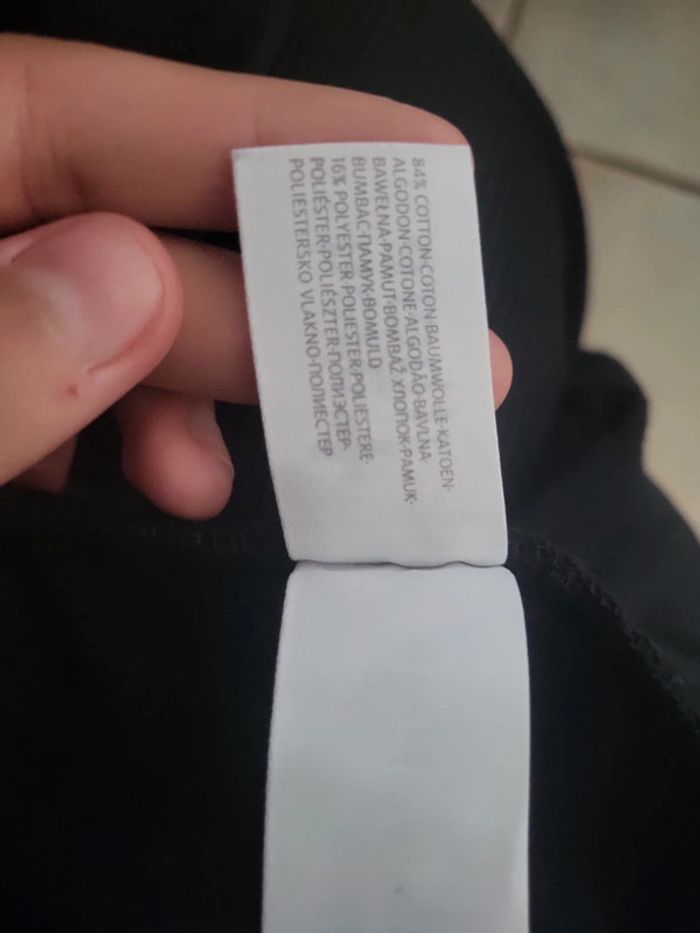 84% COTTON·COTON·BAUMWOLLE·KATOEN·
ALGODON·COTONE·ALGODÃO·BAVLNA·
BAWEŁNA·PAMUT·BOMBAŽ ХЛОПОК·PAMUK·
BUMBAC·ПАМУК·BOMULD
16% POLYESTER·POLIESTER·POLIESTERE·
POLIÉSTER·POLIÉSZTER·ПОЛИЭСТЕР·
POLIESTERSKO VLAKNO·ПОЛИЕСТЕР